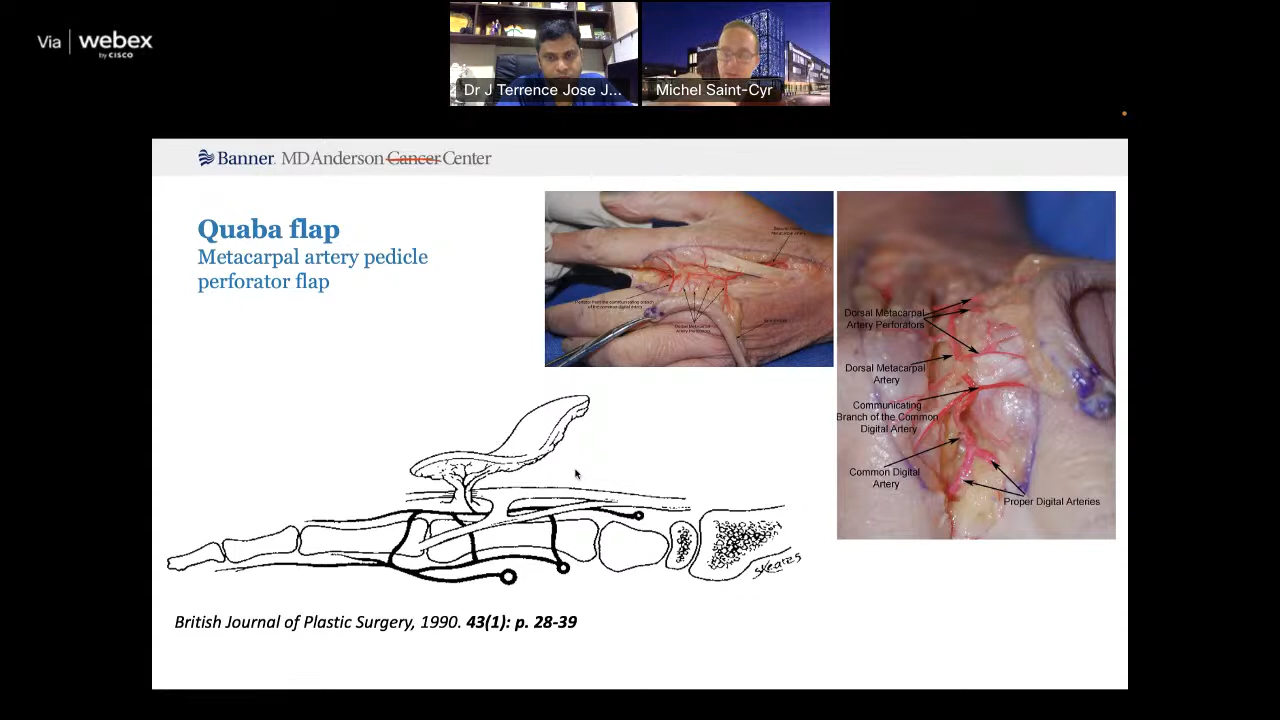 Via | webex
by CISCO
Dr J Terrence Jose J...
Michel Saint-Cyr
Banner. MDAnderson Cancer Center
Quaba flap
Metacarpal artery pedicle
perforator flap
Dorsal Metacarpal
Artery Perforators
Dorsal Metacarpal
Artery
Communicating
Branch of the Common
Digital Artery
Common Digital
Artery
Proper Digital Arteries
British Journal of Plastic Surgery, 1990. 43(1): p. 28-39